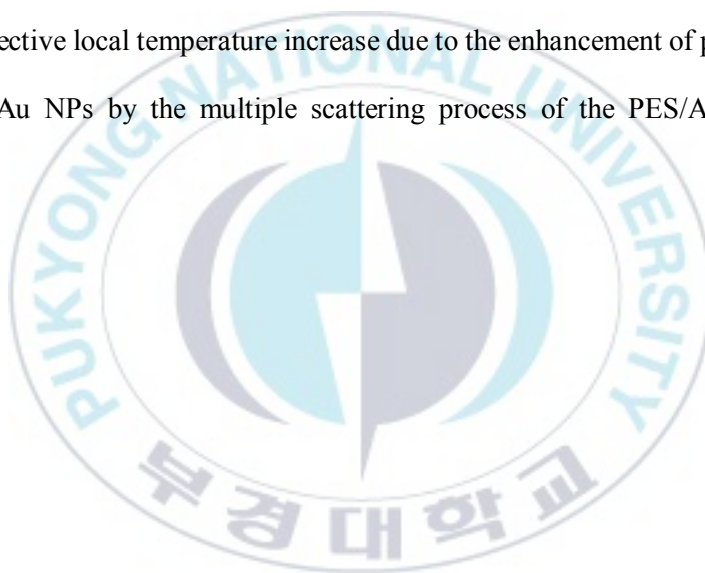 ective local temperature increase due to the enhancement of p
Au NPs by the multiple scattering process of the PES/A
PUKYONG NATIONAL UNIVERSITY
부경대학교